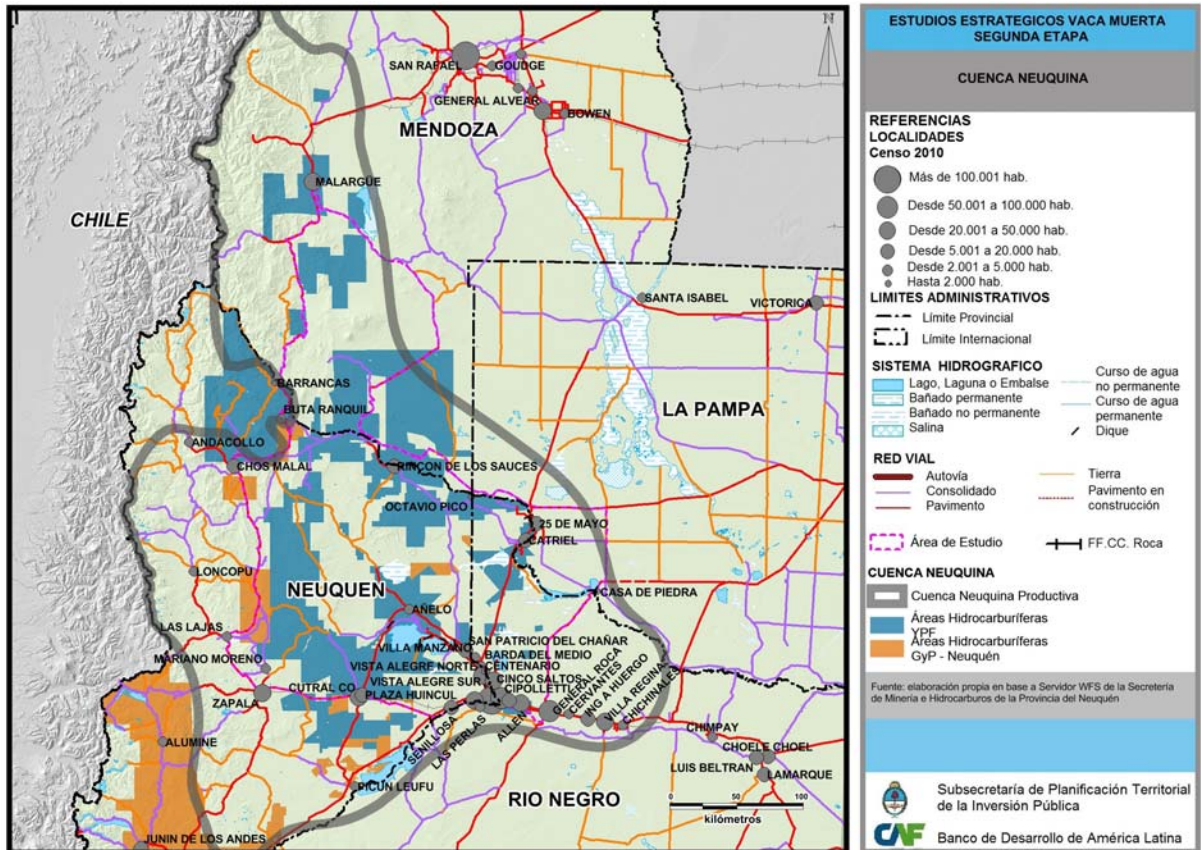 N
SAN RAFAEL
GOUDGE
GENERAL ALVEAR
BOWEN
MENDOZA
MALARGÜE
CHILE
SANTA ISABEL
VICTORICA
BARRANCAS
BUTA RANQUIL
LA PAMPA
ANDACOLLO
CHOS MALAL
RINCON DE LOS SAUCES
OCTAVIO PICO
25 DE MAYO
CATRIEL
LONCOPU
NEUQUEN
CASA DE PIEDRA
AÑELO
LAS LAJAS
SAN PATRICIO DEL CHAÑAR
VILLA MANZANO
BARDA DEL MEDIO
MARIANO MORENO
VISTA ALEGRE NORTE
CENTENARIO
VISTA ALEGRE SUR
CINCO SALTOS
CUTRAL CO
PLAZA HUINCUL
CIPOLLETTI
ZAPALA
GENERAL ROCA
CERVANTES
ING A HUERGO
VILLA REGINA
CHICHINALES
ALLEN
SENILLOSA
LAS PERLAS
CHIMPAY
ALUMINE
CHOELE CHOEL
LUIS BELTRAN
LAMARQUE
PICUN LEUFU
RIO NEGRO
0 50 100
kilómetros
JUNIN DE LOS ANDES
ESTUDIOS ESTRATEGICOS VACA MUERTA
SEGUNDA ETAPA
CUENCA NEUQUINA
REFERENCIAS
LOCALIDADES
Censo 2010
Más de 100.001 hab.
Desde 50.001 a 100.000 hab.
Desde 20.001 a 50.000 hab.
Desde 5.001 a 20.000 hab.
Desde 2.001 a 5.000 hab.
Hasta 2.000 hab.
LIMITES ADMINISTRATIVOS
Límite Provincial
Límite Internacional
SISTEMA HIDROGRAFICO
Lago, Laguna o Embalse
Bañado permanente
Bañado no permanente
Salina
Curso de agua
no permanente
Curso de agua
permanente
Dique
RED VIAL
Autovía
Consolidado
Pavimento
Tierra
Pavimento en
construcción
Área de Estudio
FF.CC. Roca
CUENCA NEUQUINA
Cuenca Neuquina Productiva
Áreas Hidrocarburíferas
YPF
Áreas Hidrocarburíferas
GyP - Neuquén
Fuente: elaboración propia en base a Servidor WFS de la Secretería
de Minería e Hidrocarburos de la Provincia del Neuquén
Subsecretaría de Planificación Territorial
de la Inversión Pública
CAF
Banco de Desarrollo de América Latina